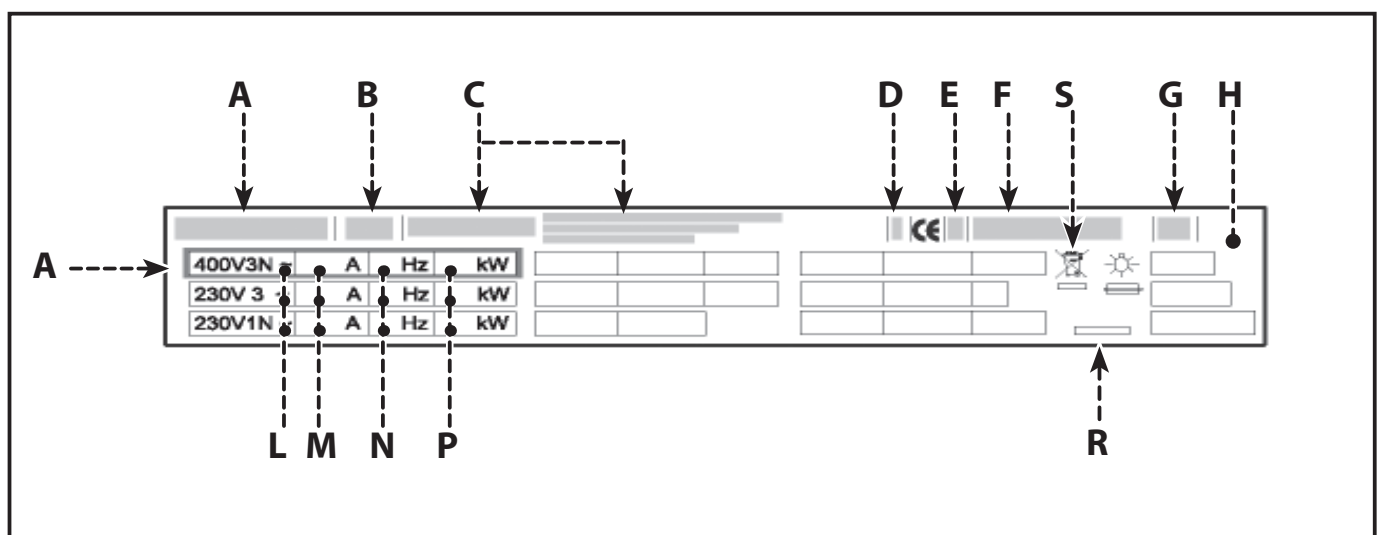 A B C D E F S G H
CE
A 400V3N ~ A Hz kW
230V 3 ~ A Hz kW
230V1N ~ A Hz kW
L M N P R